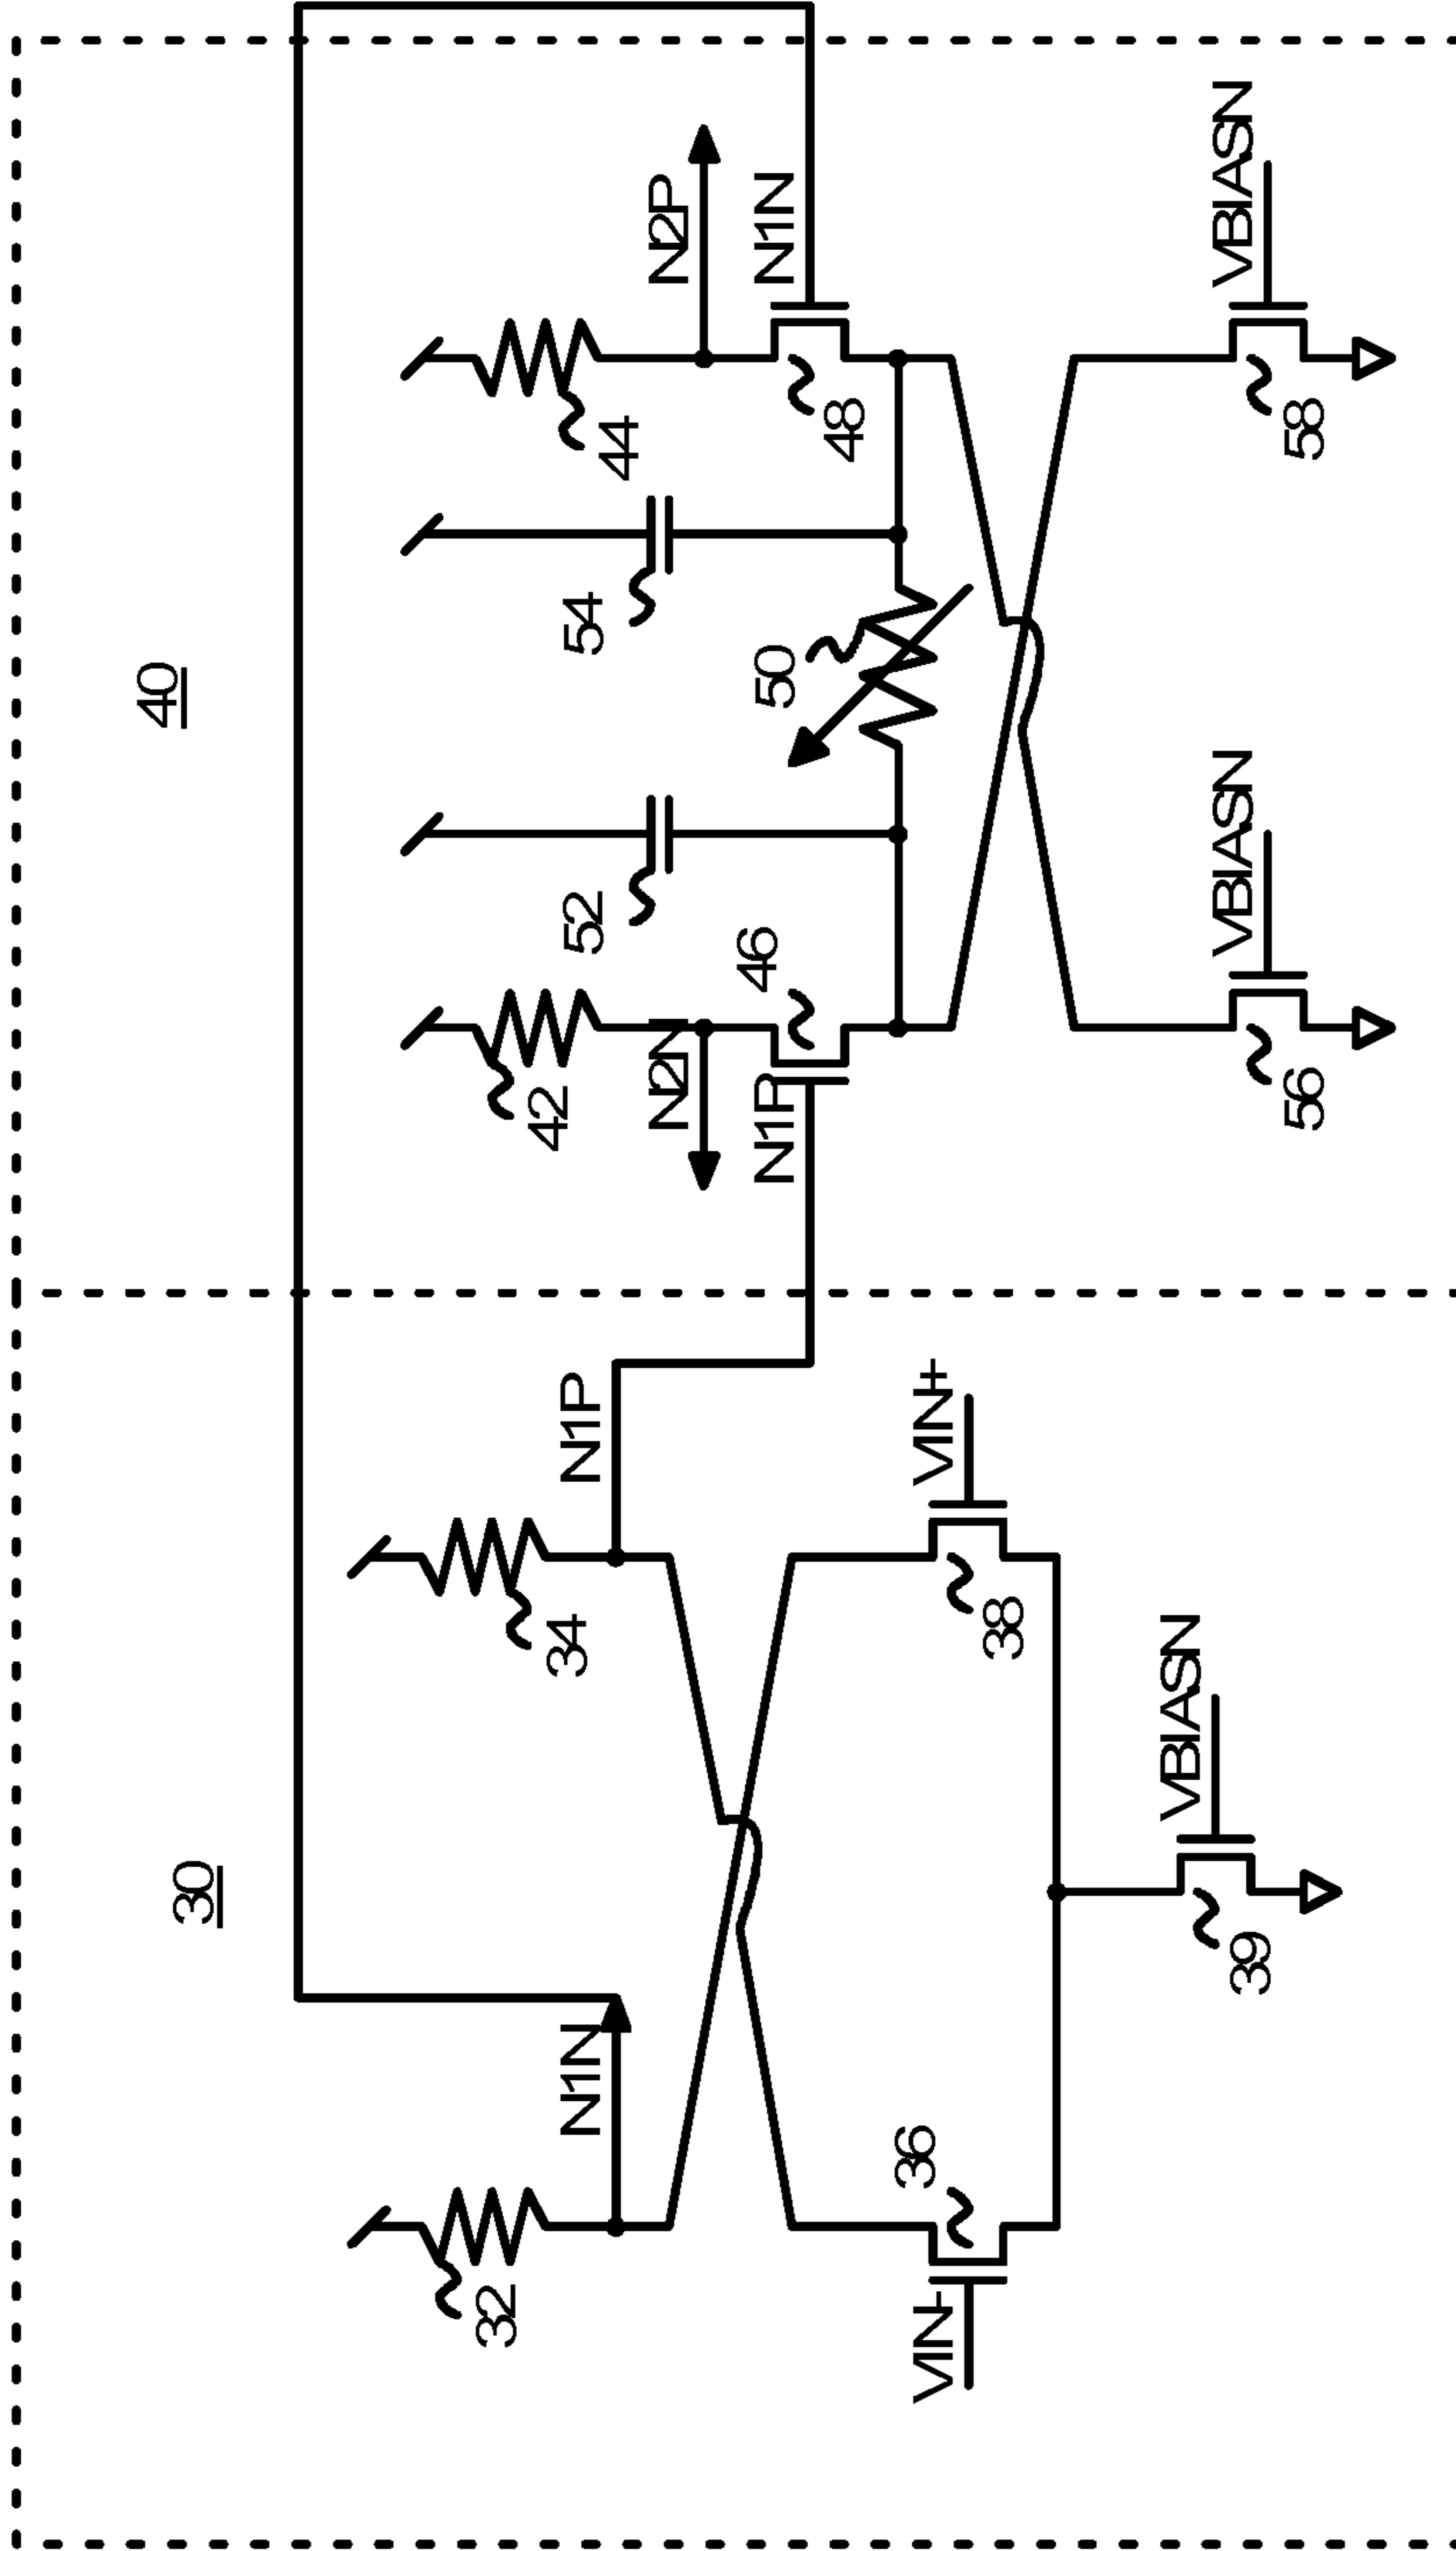 30
40
32
N1N
34
N1P
VIN-
36
38
VIN+
39
VBIASN
42
N2N
N1P
46
52
50
54
44
N2P
48
N1N
56
VBIASN
58
VBIASN